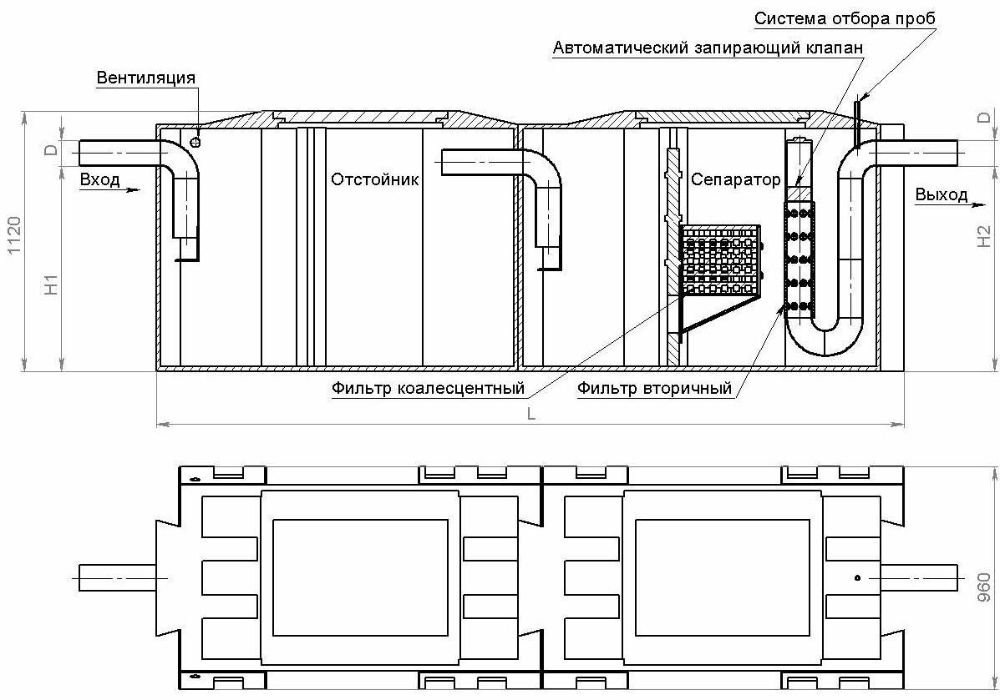 Система отбора проб
Автоматический запирающий клапан
Вентиляция
D
D
Вход
Отстойник
Сепаратор
Выход
1120
H1
H2
Фильтр коалесцентный
Фильтр вторичный
L
960